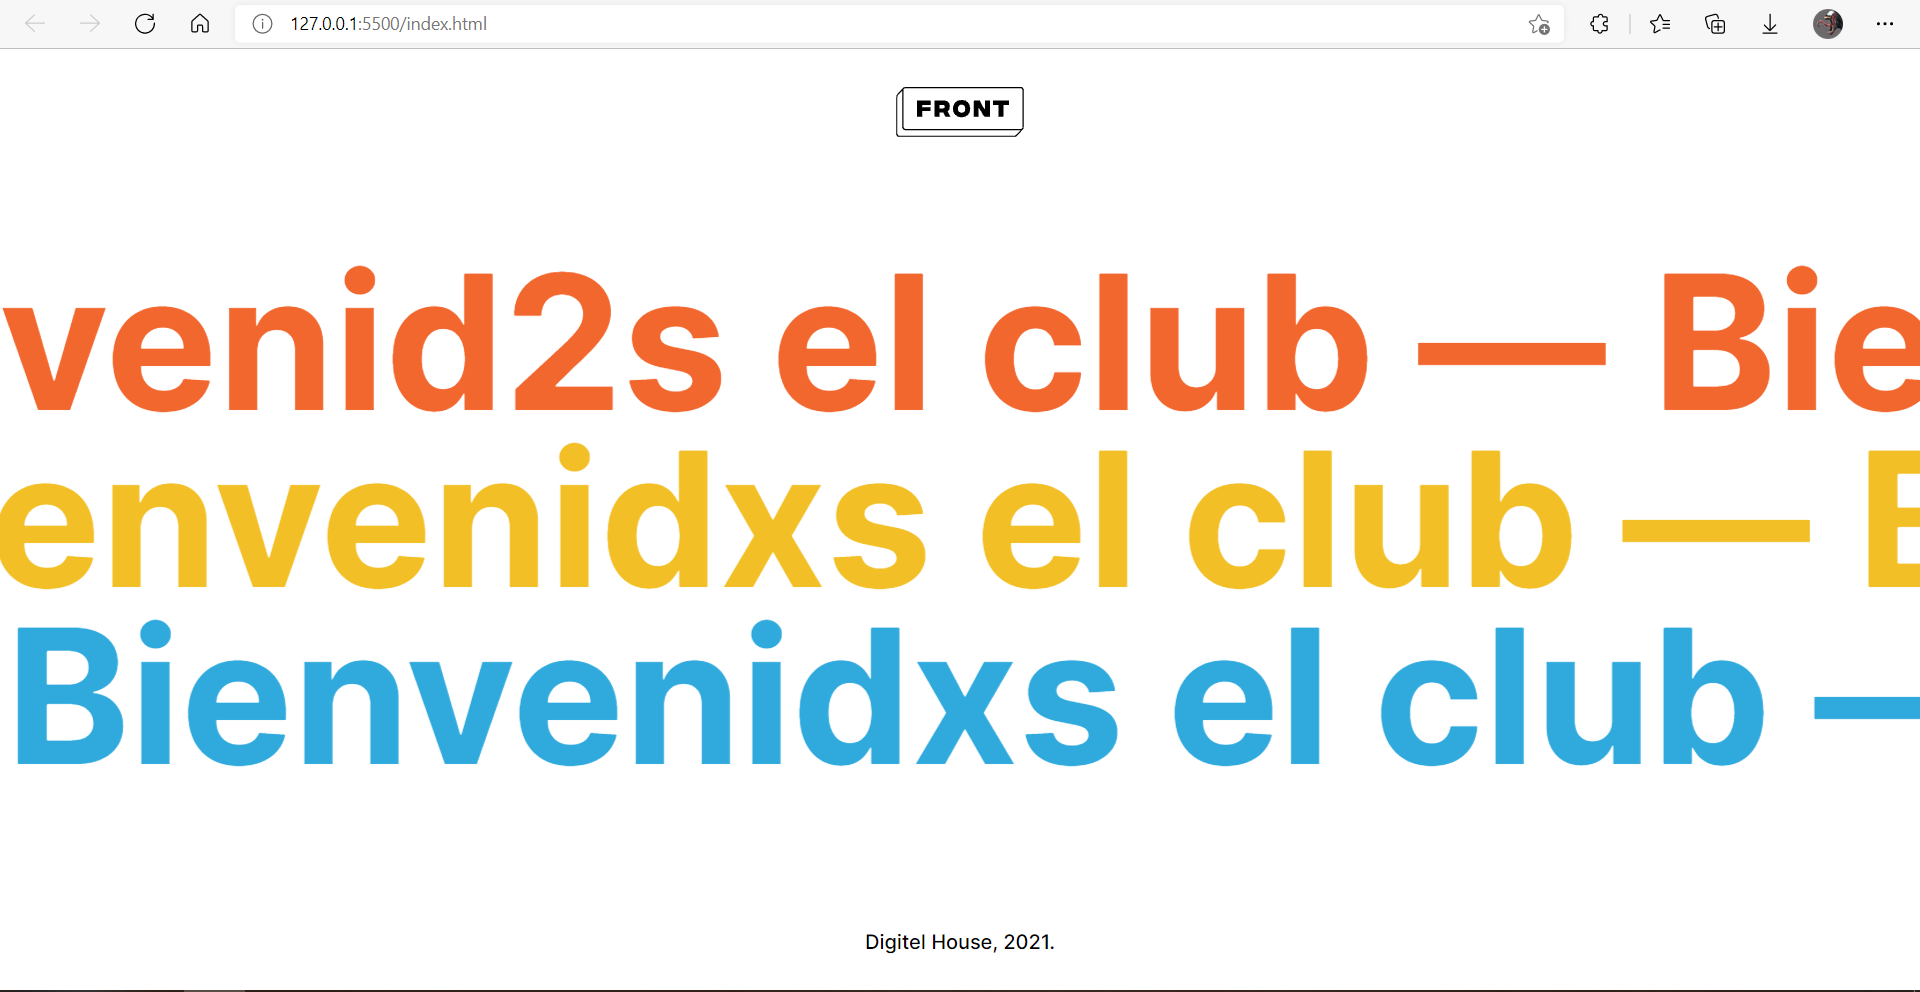 127.0.0.1:5500/index.html
FRONT
venid2s el club — Bie
envenidxs el club — B
Bienvenidxs el club —
Digitel House, 2021.